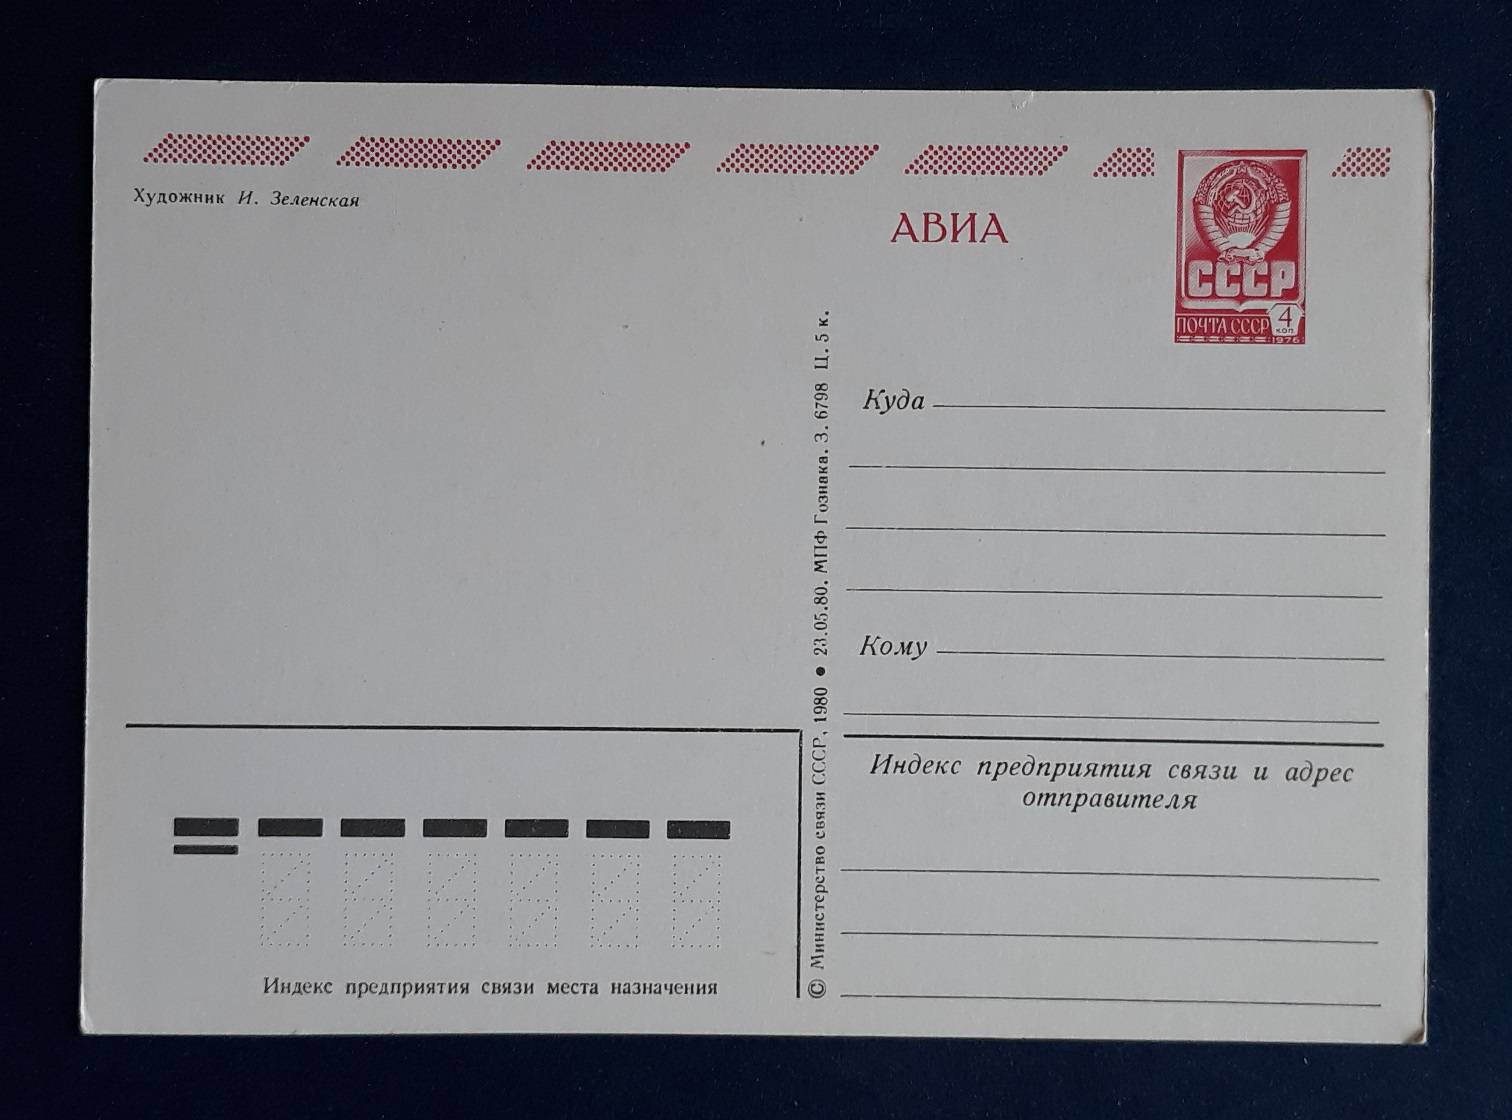 Художник И. Зеленская
АВИА
СССР
ПОЧТА СССР 4 КОП.
1976
Куда
Кому
Индекс предприятия связи и адрес
отправителя
© Министерство связи СССР, 1980 • 23.05.80. МПФ Гознака. З. 6798 Ц. 5 к.
Индекс предприятия связи места назначения